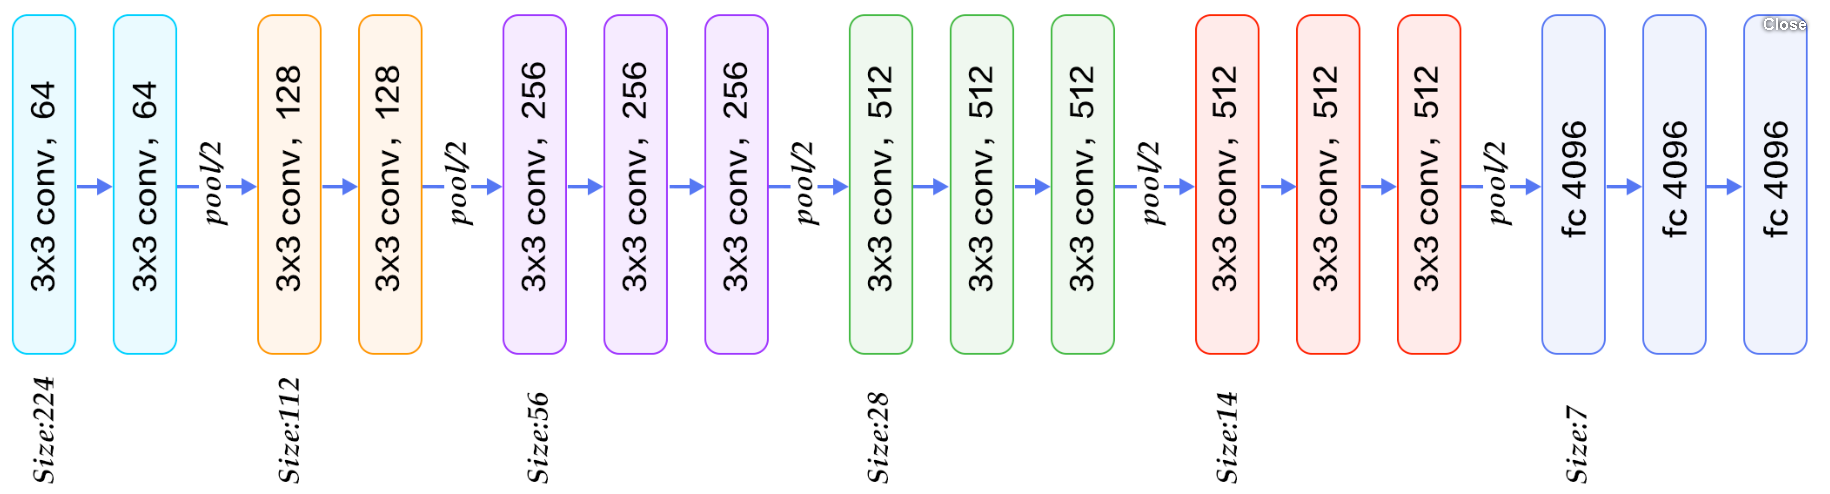 3x3 conv, 64
3x3 conv, 64
pool/2
3x3 conv, 128
3x3 conv, 128
pool/2
3x3 conv, 256
3x3 conv, 256
3x3 conv, 256
pool/2
3x3 conv, 512
3x3 conv, 512
3x3 conv, 512
pool/2
3x3 conv, 512
3x3 conv, 512
3x3 conv, 512
pool/2
fc 4096
fc 4096
fc 4096
Close
Size:224
Size:112
Size:56
Size:28
Size:14
Size:7